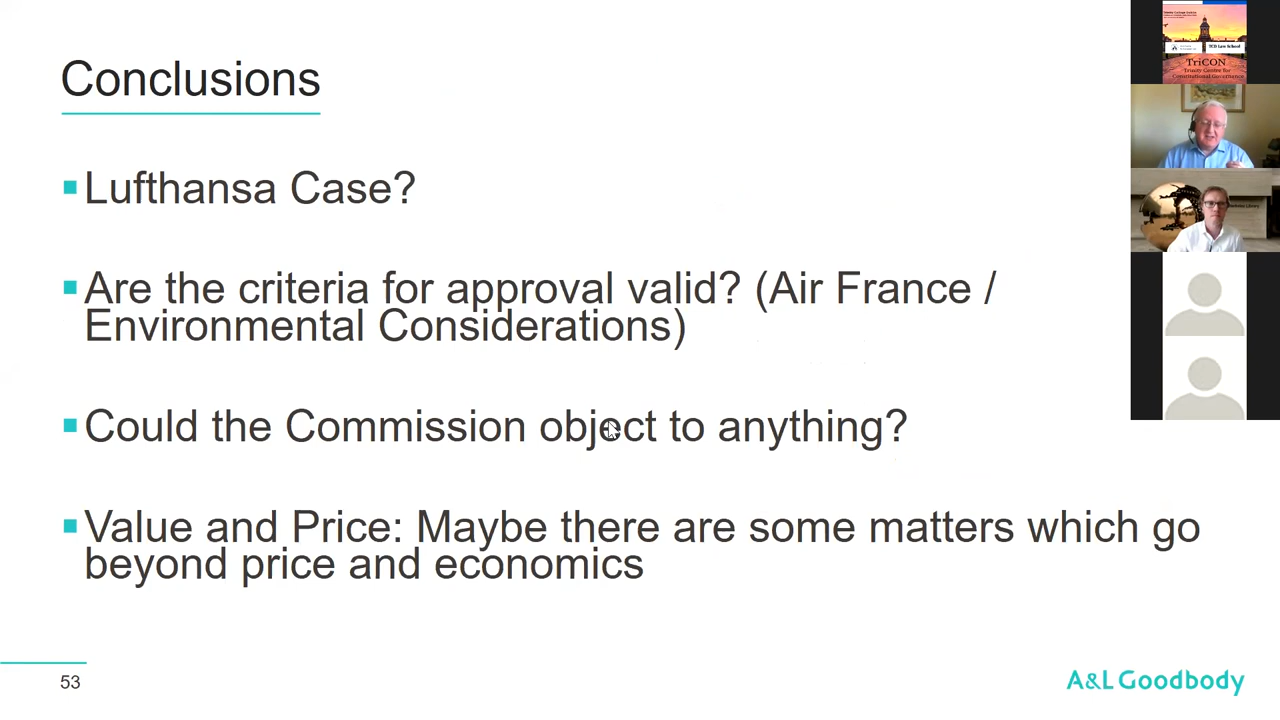 Conclusions
Lufthansa Case?
Are the criteria for approval valid? (Air France /
Environmental Considerations)
Could the Commission object to anything?
Value and Price: Maybe there are some matters which go
beyond price and economics
53
A&L Goodbody
TCD Law School
TriCON
Trinity Centre for
Constitutional Governance